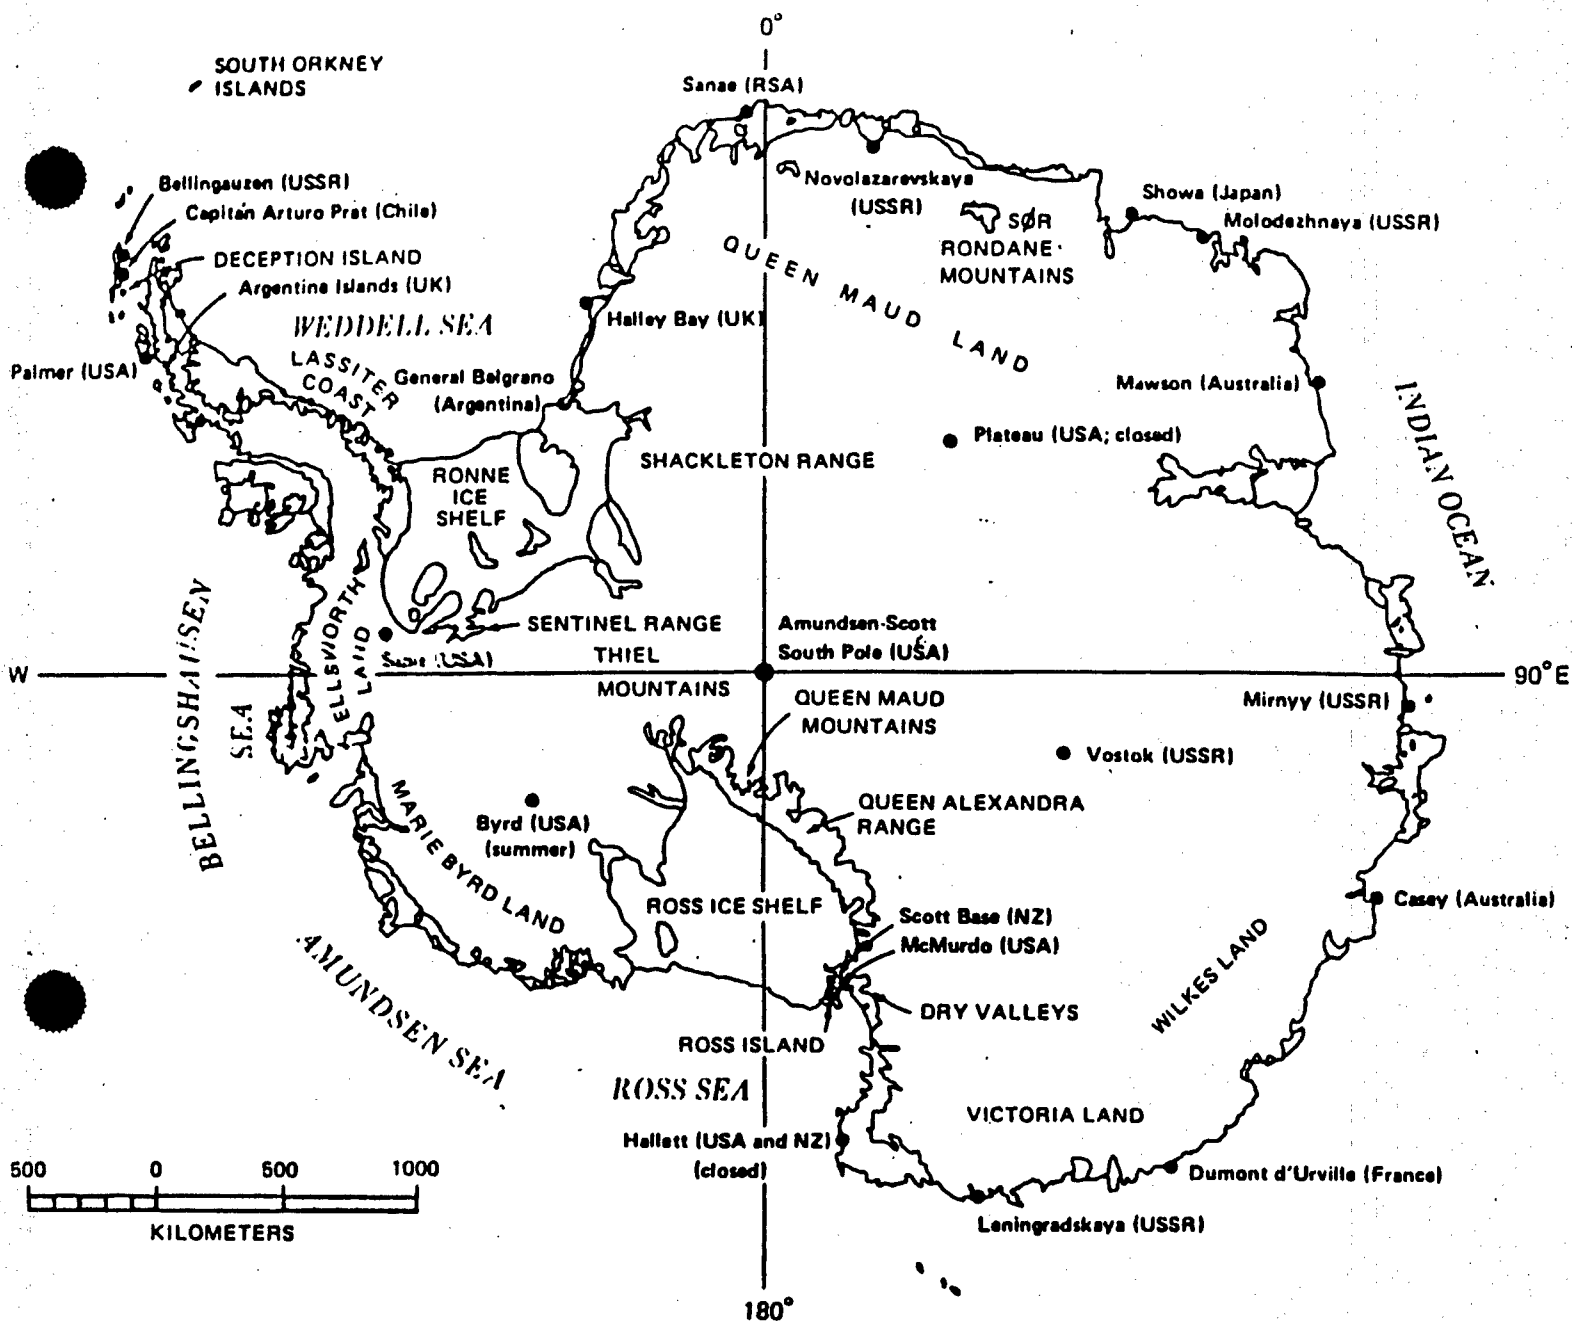 0°
SOUTH ORKNEY
ISLANDS
Sanae (RSA)
Bellingauzen (USSR)
Capitán Arturo Prat (Chile)
DECEPTION ISLAND
Argentine Islands (UK)
WEDDELL SEA
Palmer (USA)
LASSITER
COAST
General Belgrano
(Argentina)
Halley Bay (UK)
Novolazarevskaya
(USSR)
SØR
RONDANE
MOUNTAINS
Showa (Japan)
Molodezhnaya (USSR)
QUEEN MAUD LAND
Mawson (Australia)
Plateau (USA; closed)
INDIAN OCEAN
SHACKLETON RANGE
RONNE
ICE
SHELF
ELLSWORTH
LAND
SENTINEL RANGE
(USA)
THIEL
MOUNTAINS
Amundsen-Scott
South Pole (USA)
W
90°E
BELLINGSHAUSEN
SEA
Mirnyy (USSR)
QUEEN MAUD
MOUNTAINS
Vostok (USSR)
Byrd (USA)
(summer)
MARIE BYRD LAND
QUEEN ALEXANDRA
RANGE
ROSS ICE SHELF
Scott Base (NZ)
McMurdo (USA)
Casey (Australia)
WILKES LAND
AMUNDSEN SEA
DRY VALLEYS
ROSS ISLAND
ROSS SEA
VICTORIA LAND
Hallett (USA and NZ)
(closed)
Dumont d'Urville (France)
Leningradskaya (USSR)
500 0 500 1000
KILOMETERS
180°